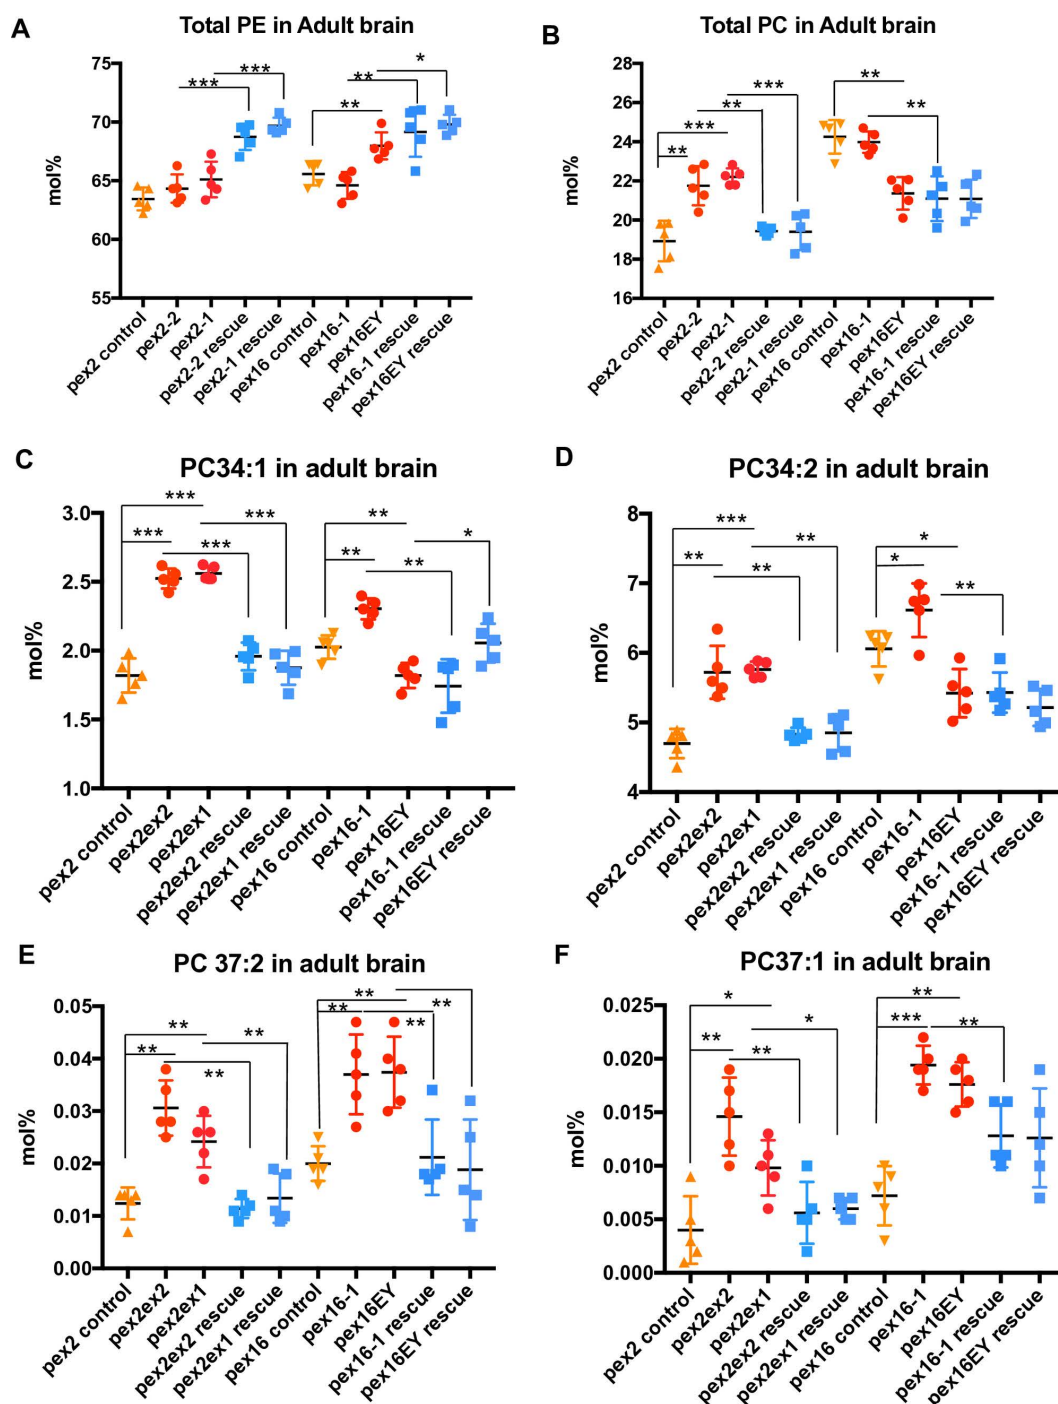 A
Total PE in Adult brain
mol%
75
70
65
60
55
***
***
**
**
*
pex2 control
pex2-2
pex2-1
pex2-2 rescue
pex2-1 rescue
pex16 control
pex16-1
pex16EY
pex16-1 rescue
pex16EY rescue
B
Total PC in Adult brain
mol%
28
26
24
22
20
18
16
**
***
**
***
**
**
pex2 control
pex2-2
pex2-1
pex2-2 rescue
pex2-1 rescue
pex16 control
pex16-1
pex16EY
pex16-1 rescue
pex16EY rescue
C
PC34:1 in adult brain
mol%
3.0
2.5
2.0
1.5
1.0
***
***
***
***
**
**
**
*
pex2 control
pex2ex2
pex2ex1
pex2ex2 rescue
pex2ex1 rescue
pex16 control
pex16-1
pex16EY
pex16-1 rescue
pex16EY rescue
D
PC34:2 in adult brain
mol%
8
7
6
5
4
***
**
**
**
*
*
**
pex2 control
pex2ex2
pex2ex1
pex2ex2 rescue
pex2ex1 rescue
pex16 control
pex16-1
pex16EY
pex16-1 rescue
pex16EY rescue
E
PC 37:2 in adult brain
mol%
0.05
0.04
0.03
0.02
0.01
0.00
**
**
**
**
**
**
**
**
pex2 control
pex2ex2
pex2ex1
pex2ex2 rescue
pex2ex1 rescue
pex16 control
pex16-1
pex16EY
pex16-1 rescue
pex16EY rescue
F
PC37:1 in adult brain
mol%
0.025
0.020
0.015
0.010
0.005
0.000
*
**
*
**
**
***
**
pex2 control
pex2ex2
pex2ex1
pex2ex2 rescue
pex2ex1 rescue
pex16 control
pex16-1
pex16EY
pex16-1 rescue
pex16EY rescue